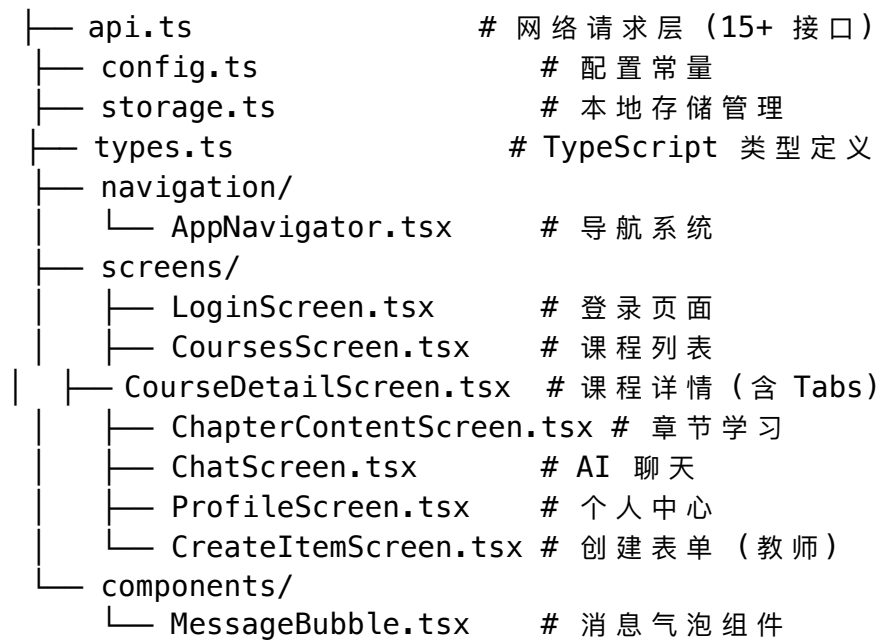 ├── api.ts                 # 网络请求层 (15+ 接口)
├── config.ts                 # 配置常量
├── storage.ts                # 本地存储管理
├── types.ts                # TypeScript 类型定义
├── navigation/
│   └── AppNavigator.tsx     # 导航系统
├── screens/
│   ├── LoginScreen.tsx      # 登录页面
│   ├── CoursesScreen.tsx    # 课程列表
│   ├── CourseDetailScreen.tsx  # 课程详情 (含 Tabs)
│   ├── ChapterContentScreen.tsx # 章节学习
│   ├── ChatScreen.tsx       # AI 聊天
│   ├── ProfileScreen.tsx    # 个人中心
│   └── CreateItemScreen.tsx # 创建表单 (教师)
└── components/
    └── MessageBubble.tsx    # 消息气泡组件